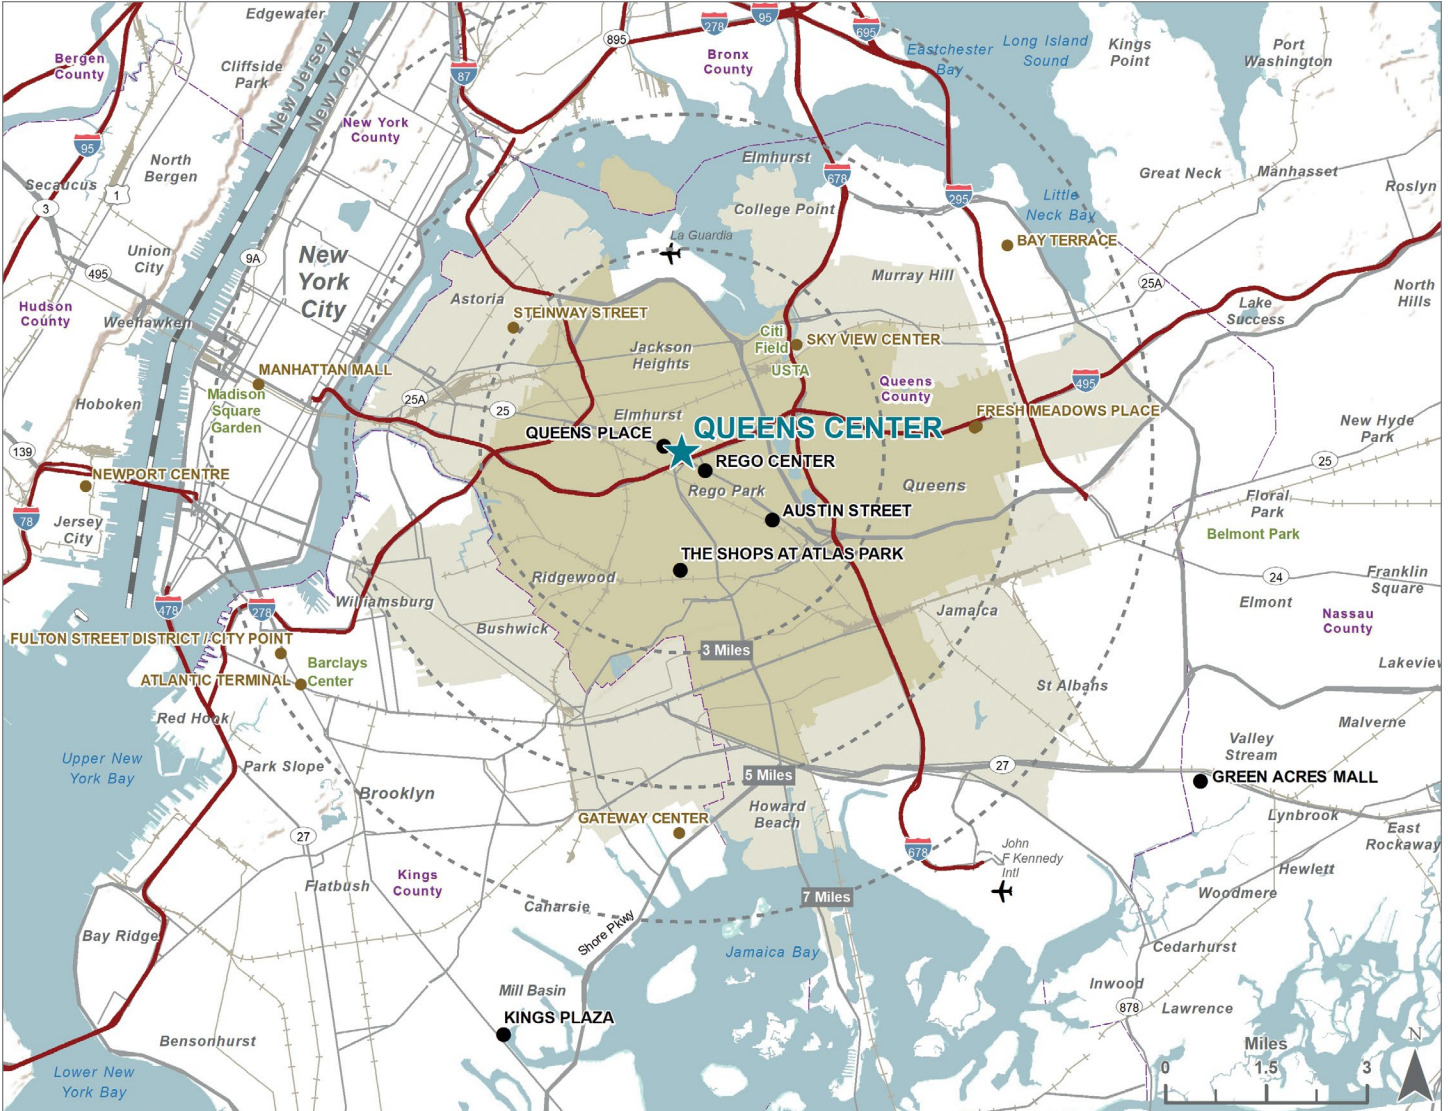 Edgewater
95
278
695
Eastchester
Bay
Long Island
Sound
Kings
Point
Port
Washington
Bergen
County
Cliffside
Park
New Jersey
New York
895
87
Bronx
County
New York
County
95
North
Bergen
Secaucus
1
3
Elmhurst
678
295
College Point
Great Neck
Manhasset
Roslyn
Little
Neck Bay
La Guardia
BAY TERRACE
Union
City
9A
495
New
York
City
Murray Hill
25A
North
Hills
Hudson
County
Weehawken
Astoria
STEINWAY STREET
Lake
Success
Citi
Field
SKY VIEW CENTER
USTA
Jackson
Heights
MANHATTAN MALL
Madison
Square
Garden
Hoboken
25A
25
Queens
County
495
FRESH MEADOWS PLACE
Elmhurst
QUEENS PLACE
QUEENS CENTER
REGO CENTER
New Hyde
Park
25
139
NEWPORT CENTRE
78
Jersey
City
Rego Park
Queens
AUSTIN STREET
Floral
Park
Belmont Park
THE SHOPS AT ATLAS PARK
Ridgewood
24
Franklin
Square
Elmont
Nassau
County
478
278
Williamsburg
Bushwick
Jamaica
FULTON STREET DISTRICT / CITY POINT
Barclays
Center
ATLANTIC TERMINAL
3 Miles
Lakeview
St Albans
Red Hook
Malverne
Valley
Stream
Upper New
York Bay
Park Slope
Brooklyn
5 Miles
27
GREEN ACRES MALL
Howard
Beach
GATEWAY CENTER
27
Lynbrook
East
Rockaway
678
John
F Kennedy
Intl
Kings
County
Flatbush
Hewlett
Woodmere
7 Miles
Canarsie
Shore Pkwy
Bay Ridge
Jamaica Bay
Cedarhurst
Mill Basin
Inwood
878
Lawrence
KINGS PLAZA
Bensonhurst
Lower New
York Bay
Miles
0
1.5
3
N